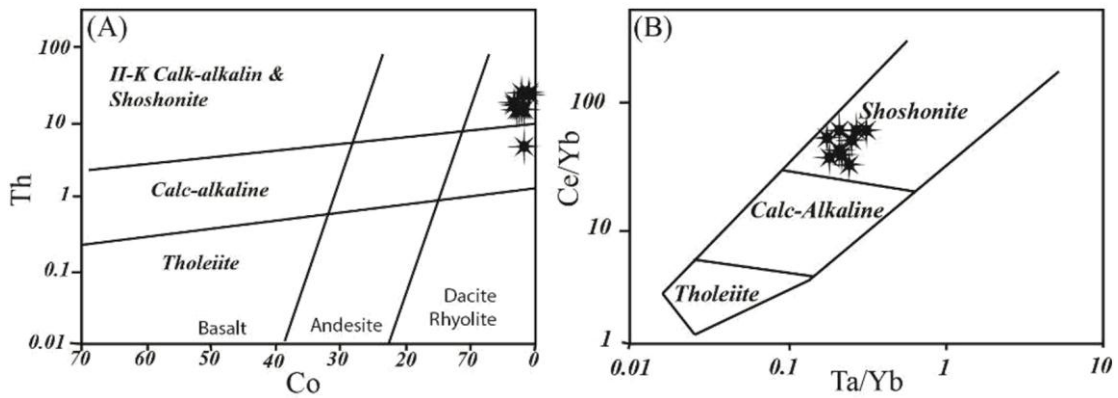 (A)
Th
100
10
1
0.1
0.01
II-K Calk-alkalin &
Shoshonite
Calc-alkaline
Tholeiite
Basalt
Andesite
Dacite
Rhyolite
70
60
50
40
30
20
70
0
Co
(B)
Ce/Yb
100
10
1
Shoshonite
Calc-Alkaline
Tholeiite
0.01
0.1
1
10
Ta/Yb